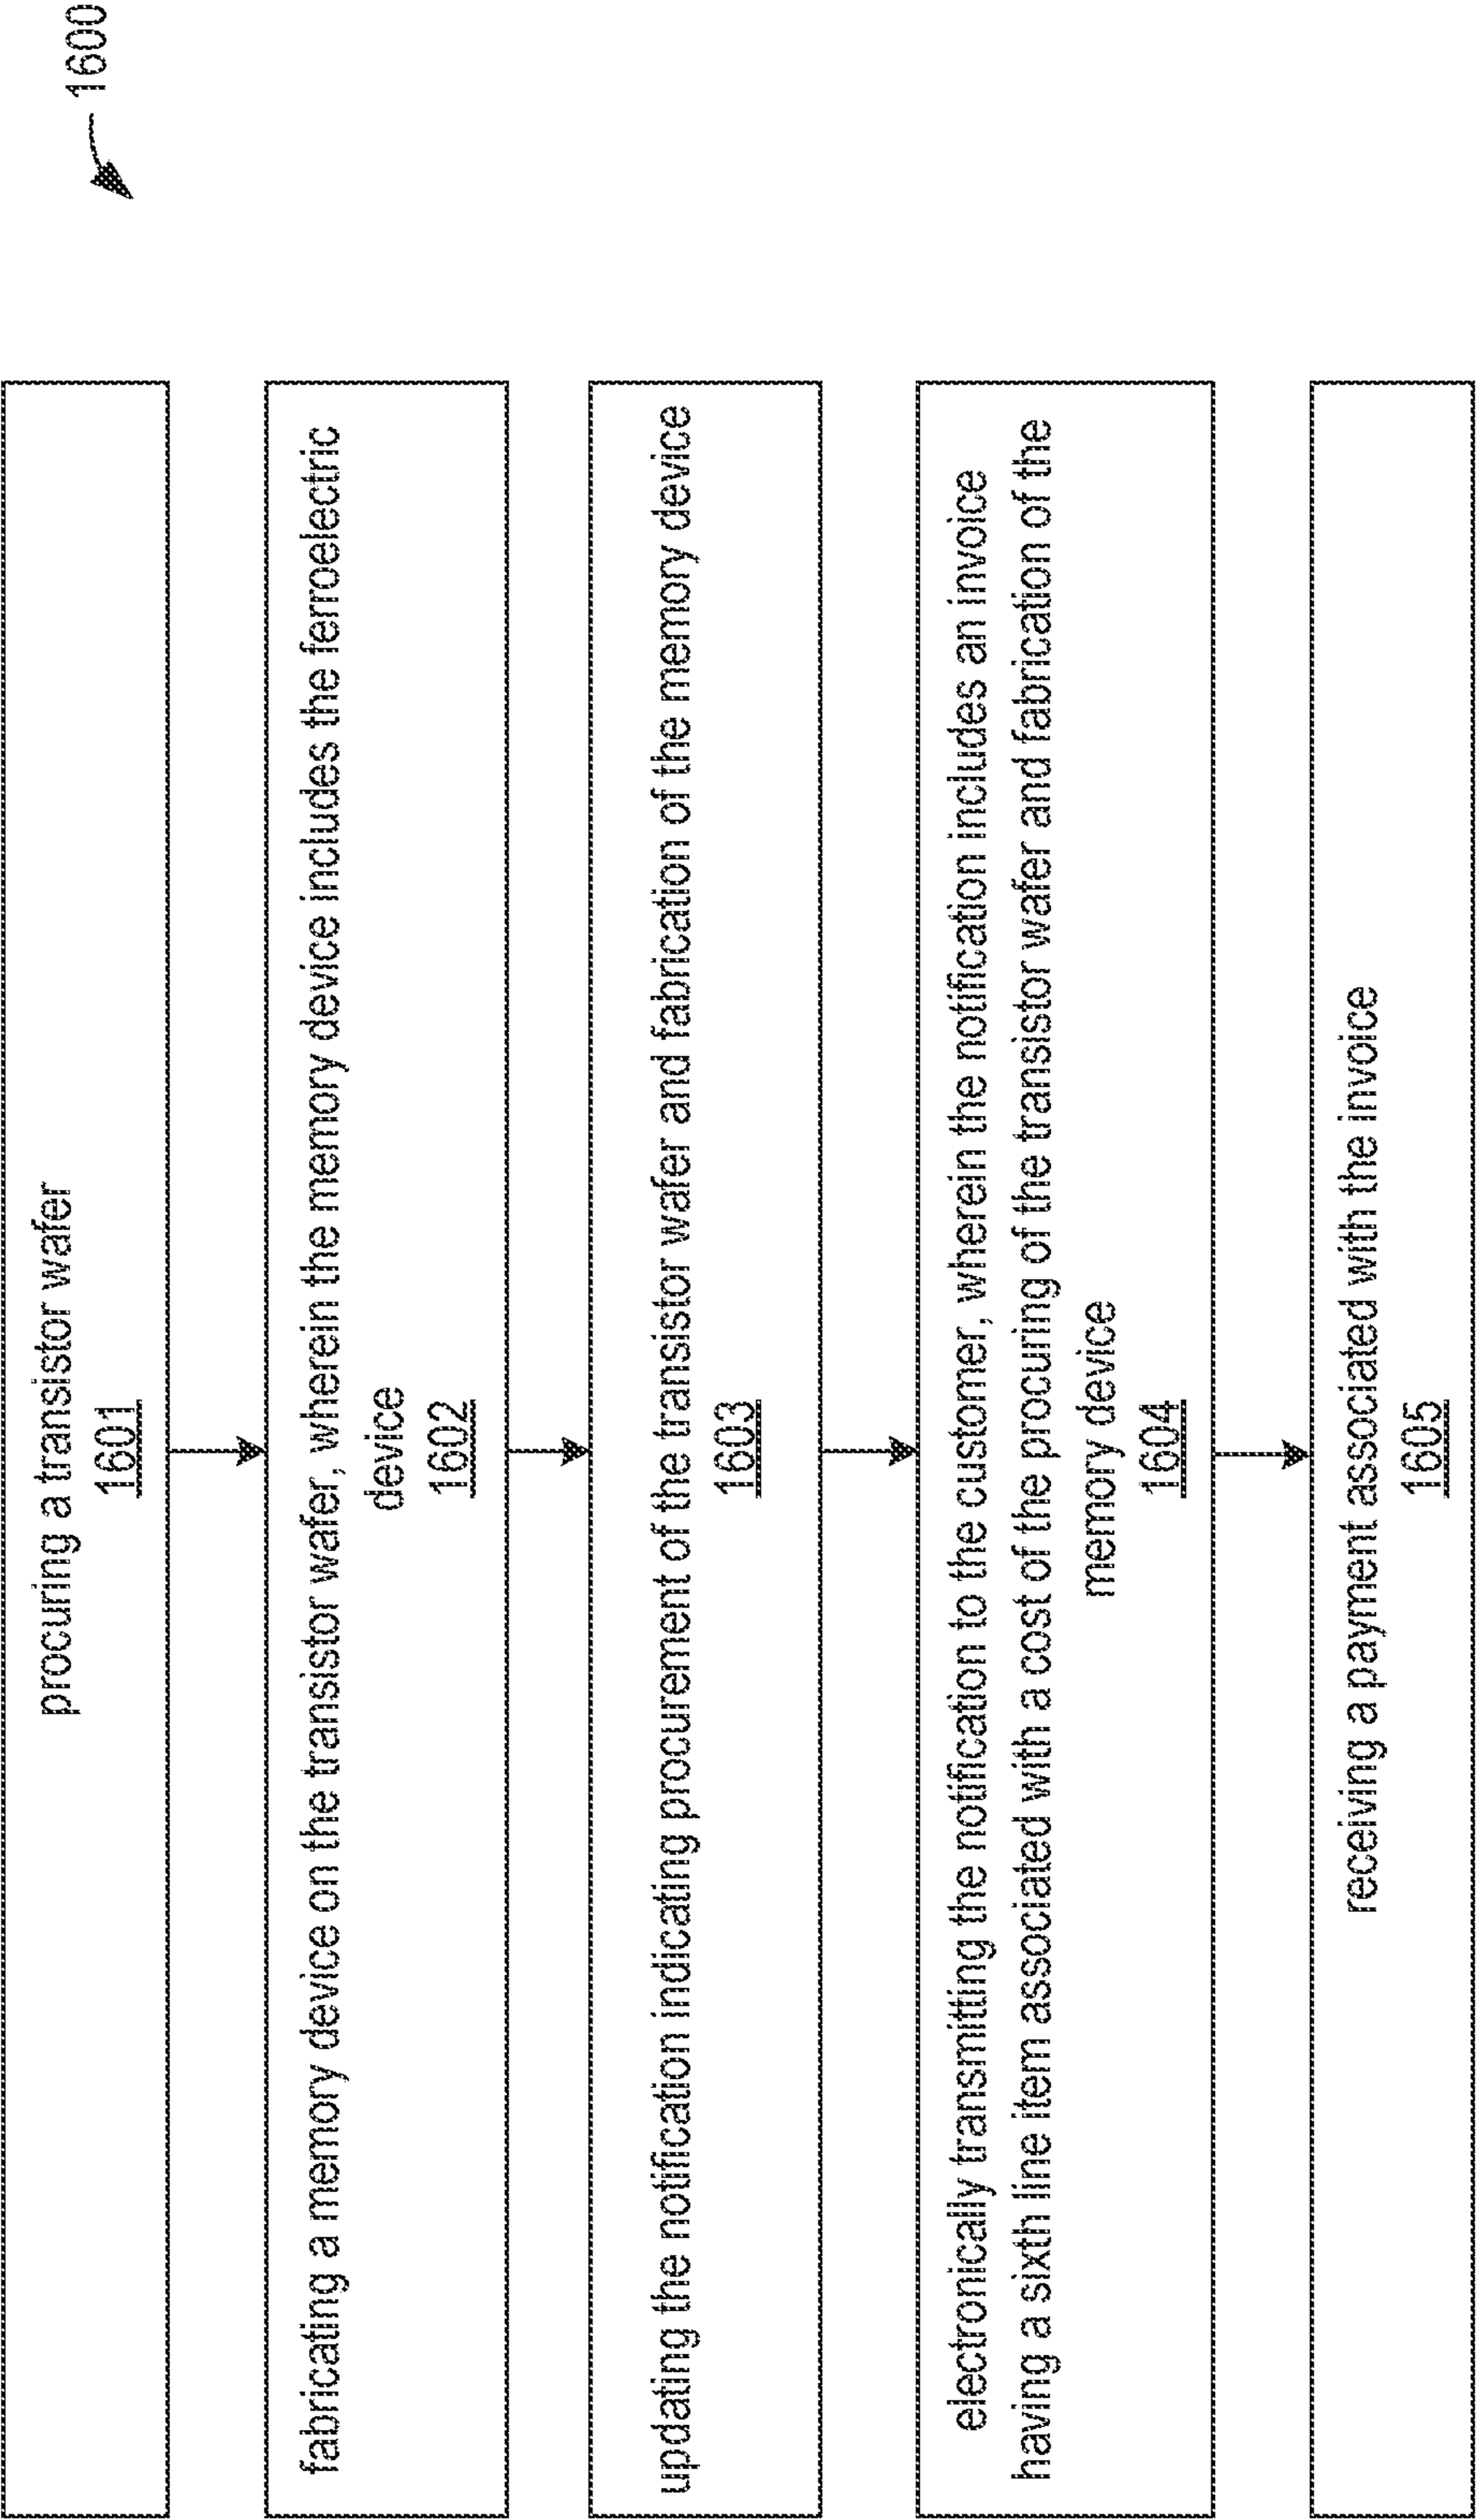 1600
procuring a transistor wafer
1601
fabricating a memory device on the transistor wafer, wherein the memory device includes the ferroelectric
device
1602
updating the notification indicating procurement of the transistor wafer and fabrication of the memory device
1603
electronically transmitting the notification to the customer, wherein the notification includes an invoice
having a sixth line item associated with a cost of the procuring of the transistor wafer and fabrication of the
memory device
1604
receiving a payment associated with the invoice
1605